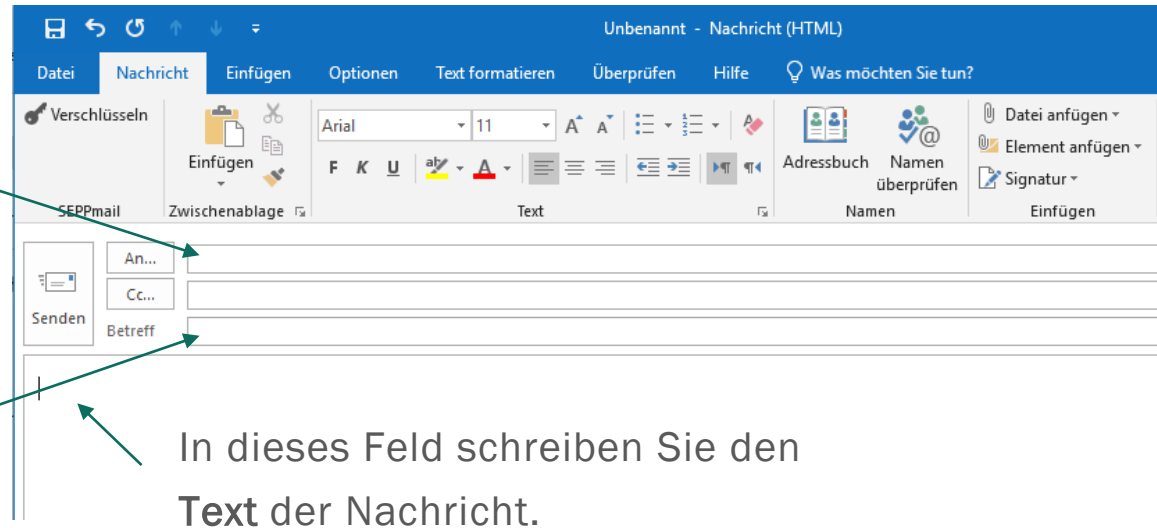 Unbenannt - Nachricht (HTML)
Datei Nachricht Einfügen Optionen Text formatieren Überprüfen Hilfe Was möchten Sie tun?
Verschlüsseln
SEPPmail
Einfügen
Zwischenablage
Arial 11 A A
F K U ab A
Text
Adressbuch Namen überprüfen
Namen
Datei anfügen
Element anfügen
Signatur
Einfügen
Senden
An...
Cc...
Betreff
In dieses Feld schreiben Sie den
Text der Nachricht.